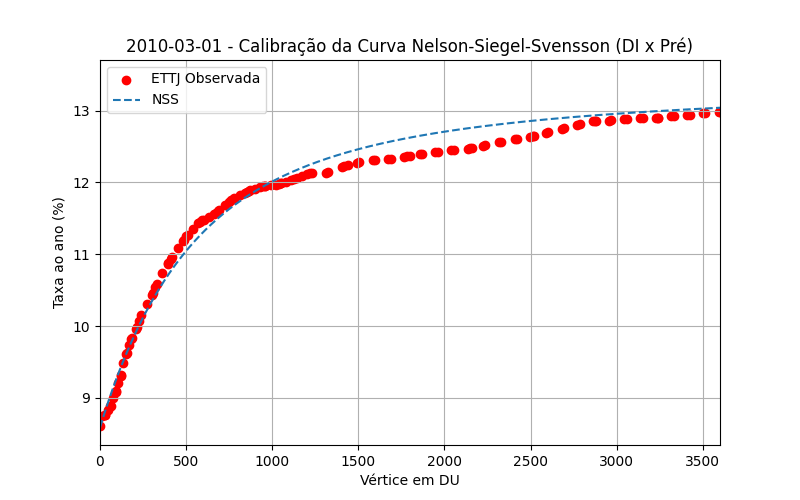 2010-03-01 - Calibração da Curva Nelson-Siegel-Svensson (DI x Pré)
ETTJ Observada
NSS
Taxa ao ano (%)
13
12
11
10
9
0 500 1000 1500 2000 2500 3000 3500
Vértice em DU